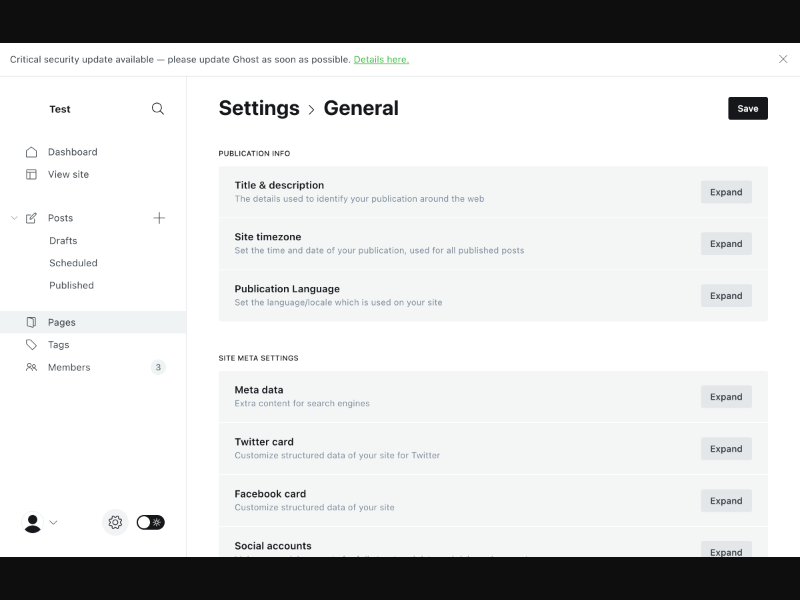 Critical security update available — please update Ghost as soon as possible. Details here.
Test
Dashboard
View site
Posts
Drafts
Scheduled
Published
Pages
Tags
Members
3
Settings > General
Save
PUBLICATION INFO
Title & description
The details used to identify your publication around the web
Expand
Site timezone
Set the time and date of your publication, used for all published posts
Expand
Publication Language
Set the language/locale which is used on your site
Expand
SITE META SETTINGS
Meta data
Extra content for search engines
Expand
Twitter card
Customize structured data of your site for Twitter
Expand
Facebook card
Customize structured data of your site
Expand
Social accounts
Expand